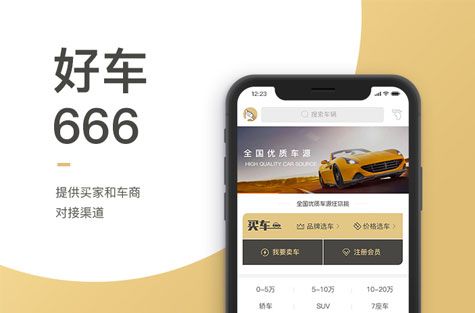 好车
666
提供买家和车商
对接渠道
12:23
搜索车辆
全国优质车源
HIGH QUALITY CAR SOURCE
全国优质车源任你挑
买车
品牌选车
价格选车
我要卖车
注册会员
0~5万
5~10万
10~20万
轿车
SUV
7座车